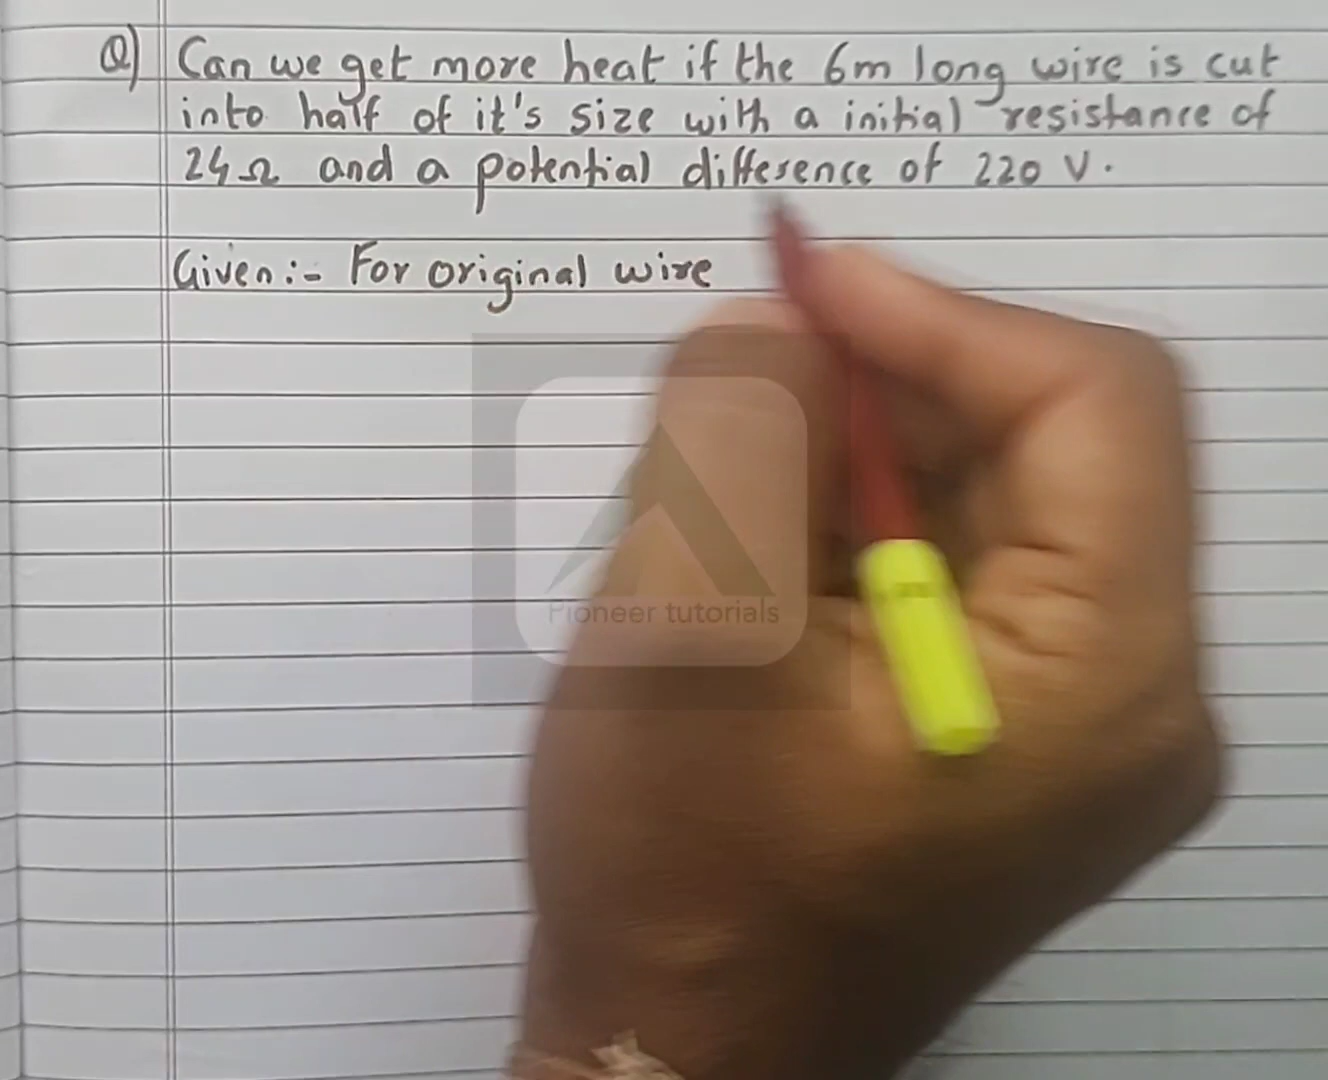 Q) Can we get more heat if the 6m long wire is cut
into half of it's size with a initial resistance of
24Ω and a potential difference of 220 V.
Given:- For original wire
Pioneer tutorials